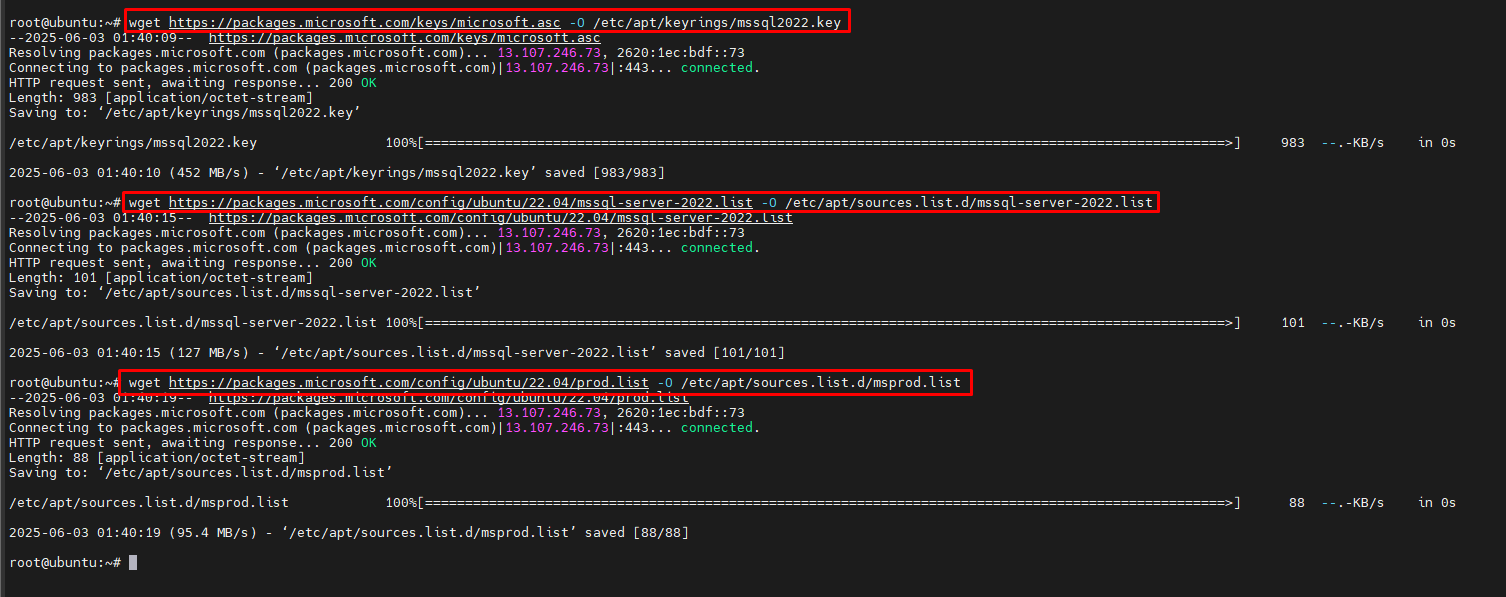 root@ubuntu:~# wget https://packages.microsoft.com/keys/microsoft.asc -O /etc/apt/keyrings/mssql2022.key
--2025-06-03 01:40:09--  https://packages.microsoft.com/keys/microsoft.asc
Resolving packages.microsoft.com (packages.microsoft.com)... 13.107.246.73, 2620:1ec:bdf::73
Connecting to packages.microsoft.com (packages.microsoft.com)|13.107.246.73|:443... connected.
HTTP request sent, awaiting response... 200 OK
Length: 983 [application/octet-stream]
Saving to: ‘/etc/apt/keyrings/mssql2022.key’
/etc/apt/keyrings/mssql2022.key 100%[====================================================================================================>] 983 --.-KB/s in 0s
2025-06-03 01:40:10 (452 MB/s) - ‘/etc/apt/keyrings/mssql2022.key’ saved [983/983]
root@ubuntu:~# wget https://packages.microsoft.com/config/ubuntu/22.04/mssql-server-2022.list -O /etc/apt/sources.list.d/mssql-server-2022.list
--2025-06-03 01:40:15--  https://packages.microsoft.com/config/ubuntu/22.04/mssql-server-2022.list
Resolving packages.microsoft.com (packages.microsoft.com)... 13.107.246.73, 2620:1ec:bdf::73
Connecting to packages.microsoft.com (packages.microsoft.com)|13.107.246.73|:443... connected.
HTTP request sent, awaiting response... 200 OK
Length: 101 [application/octet-stream]
Saving to: ‘/etc/apt/sources.list.d/mssql-server-2022.list’
/etc/apt/sources.list.d/mssql-server-2022.list 100%[====================================================================================================>] 101 --.-KB/s in 0s
2025-06-03 01:40:15 (127 MB/s) - ‘/etc/apt/sources.list.d/mssql-server-2022.list’ saved [101/101]
root@ubuntu:~# wget https://packages.microsoft.com/config/ubuntu/22.04/prod.list -O /etc/apt/sources.list.d/msprod.list
--2025-06-03 01:40:19--  https://packages.microsoft.com/config/ubuntu/22.04/prod.list
Resolving packages.microsoft.com (packages.microsoft.com)... 13.107.246.73, 2620:1ec:bdf::73
Connecting to packages.microsoft.com (packages.microsoft.com)|13.107.246.73|:443... connected.
HTTP request sent, awaiting response... 200 OK
Length: 88 [application/octet-stream]
Saving to: ‘/etc/apt/sources.list.d/msprod.list’
/etc/apt/sources.list.d/msprod.list 100%[====================================================================================================>] 88 --.-KB/s in 0s
2025-06-03 01:40:19 (95.4 MB/s) - ‘/etc/apt/sources.list.d/msprod.list’ saved [88/88]
root@ubuntu:~#